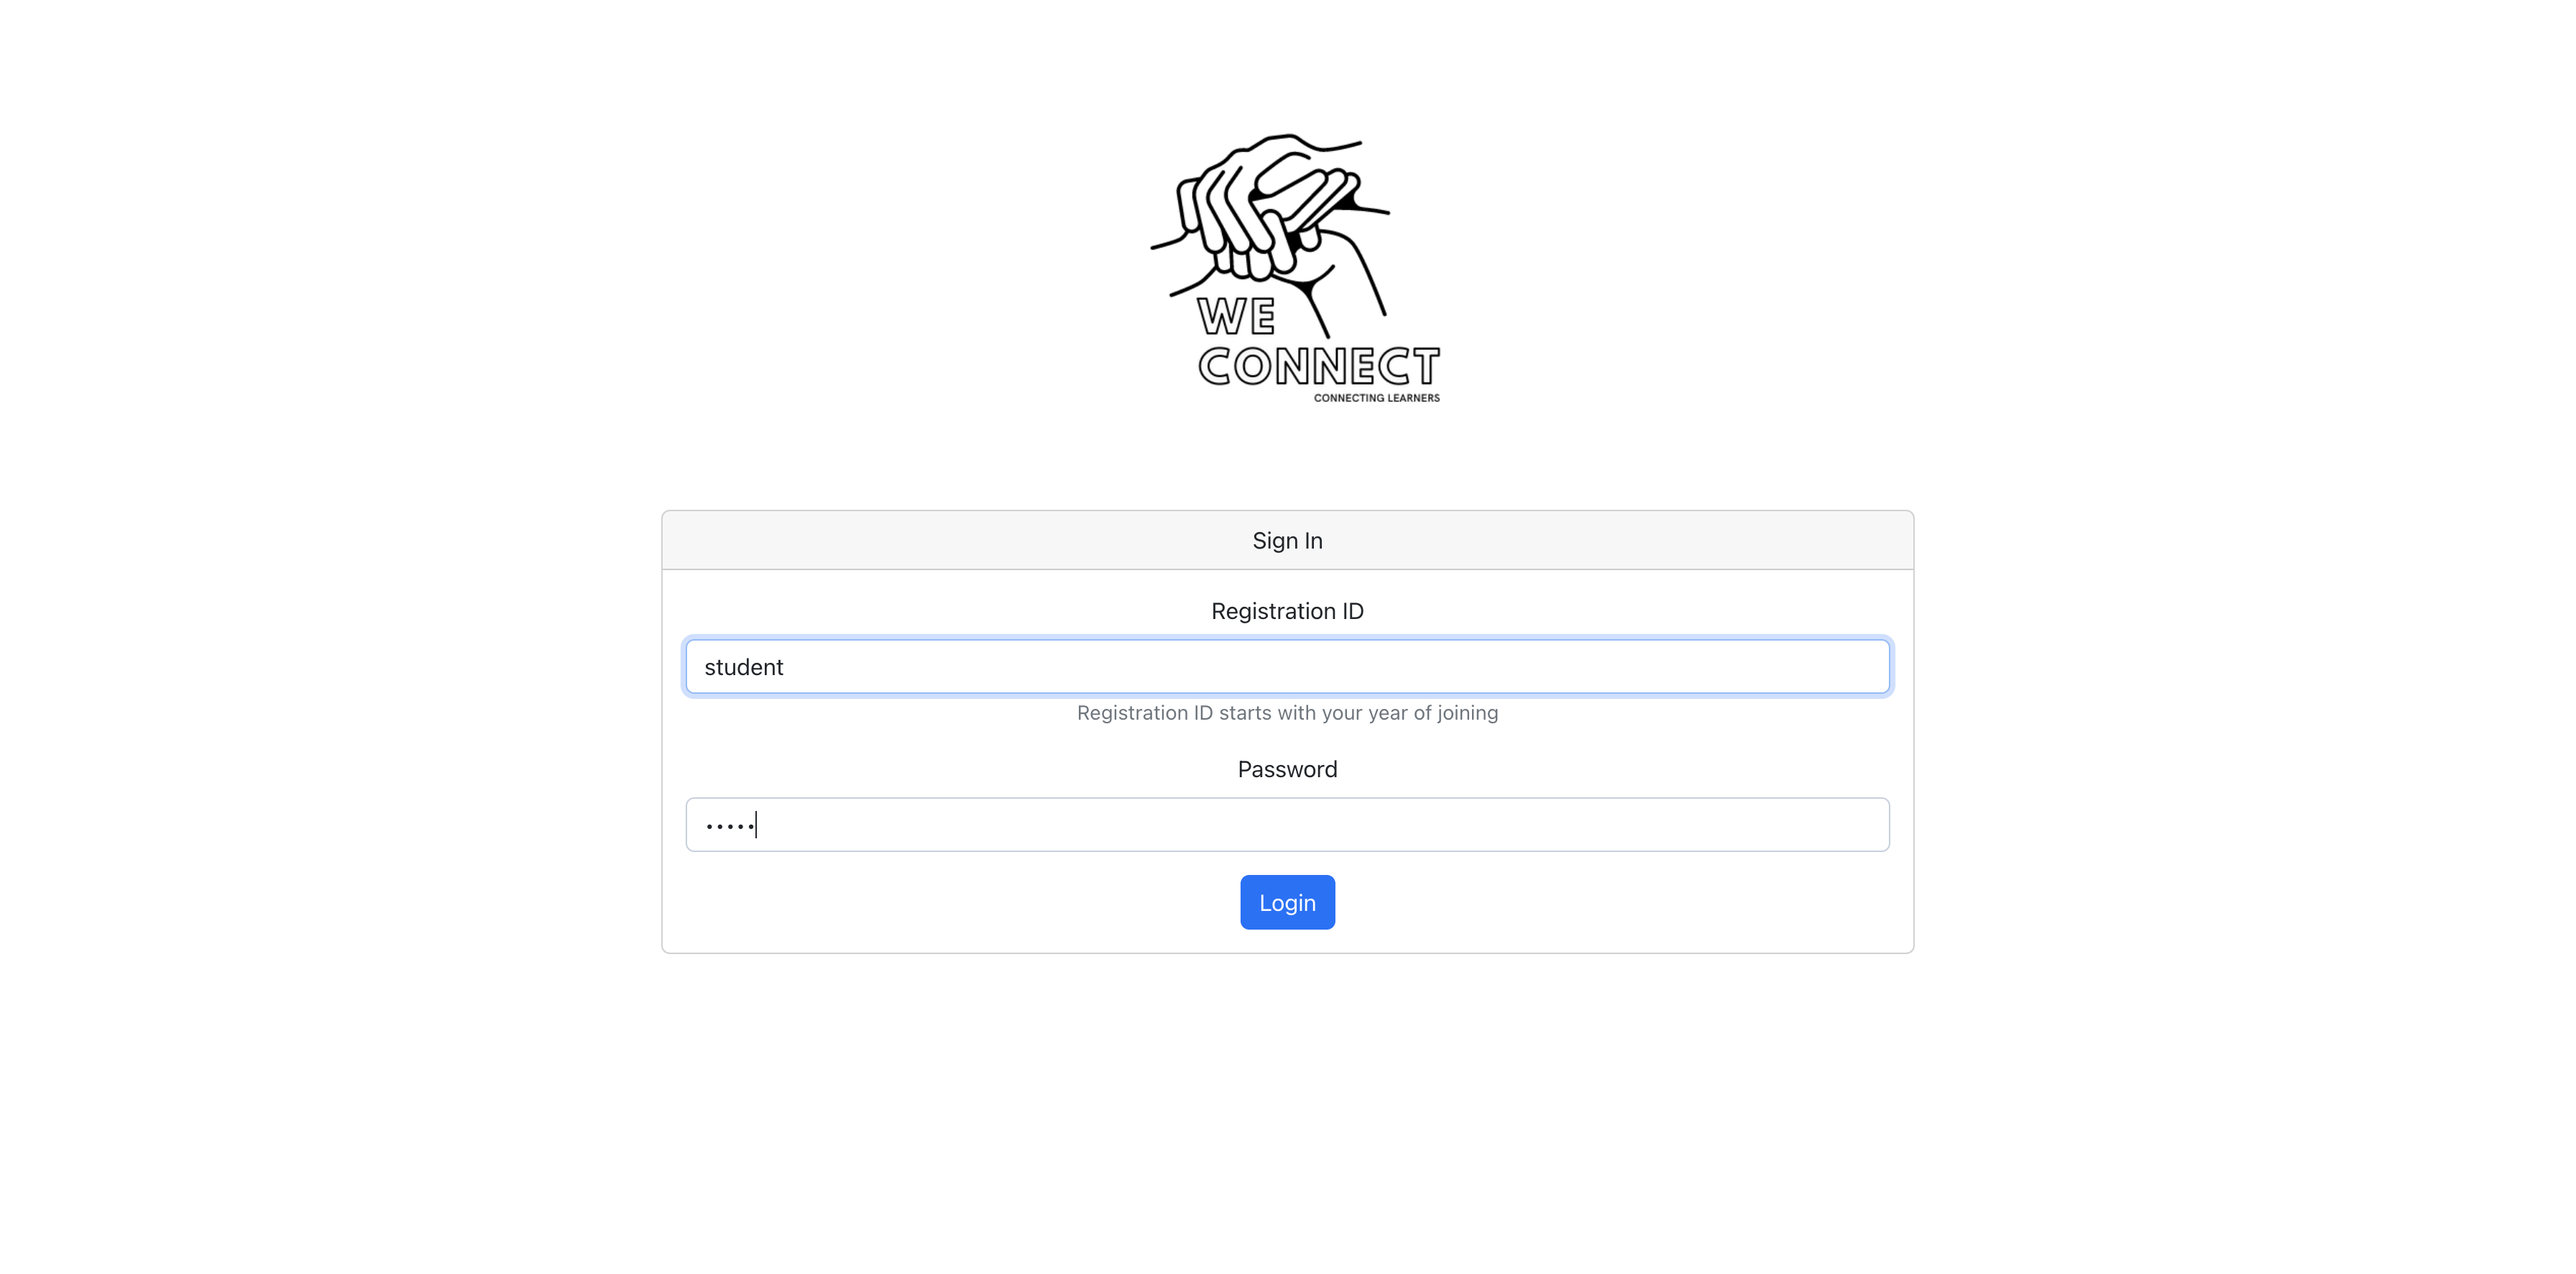 WE
CONNECT
CONNECTING LEARNERS
Sign In
Registration ID
student
Registration ID starts with your year of joining
Password
•••••
Login